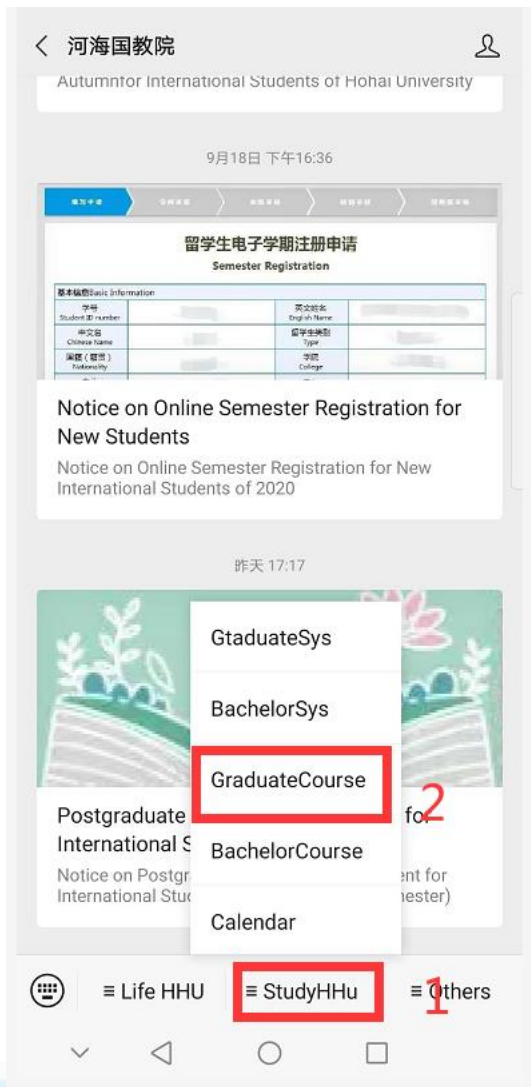 河海国教院
Autumnfor International Students of Hohai University
9月18日 下午16:36
留学生电子学期注册申请
Semester Registration
基本信息Basic Information
学号
Student ID number
英文姓名
English Name
中文名
Chinese Name
留学生类别
Type
国籍（哲贯）
Nationality
学院
College
Notice on Online Semester Registration for
New Students
Notice on Online Semester Registration for New
International Students of 2020
昨天 17:17
GtaduateSys
BachelorSys
GraduateCourse
2
BachelorCourse
Calendar
Postgraduate
for
International S
Notice on Postgr
ent for
International Stu
nester)
≡ Life HHU
≡ StudyHHu
1
≡ Others